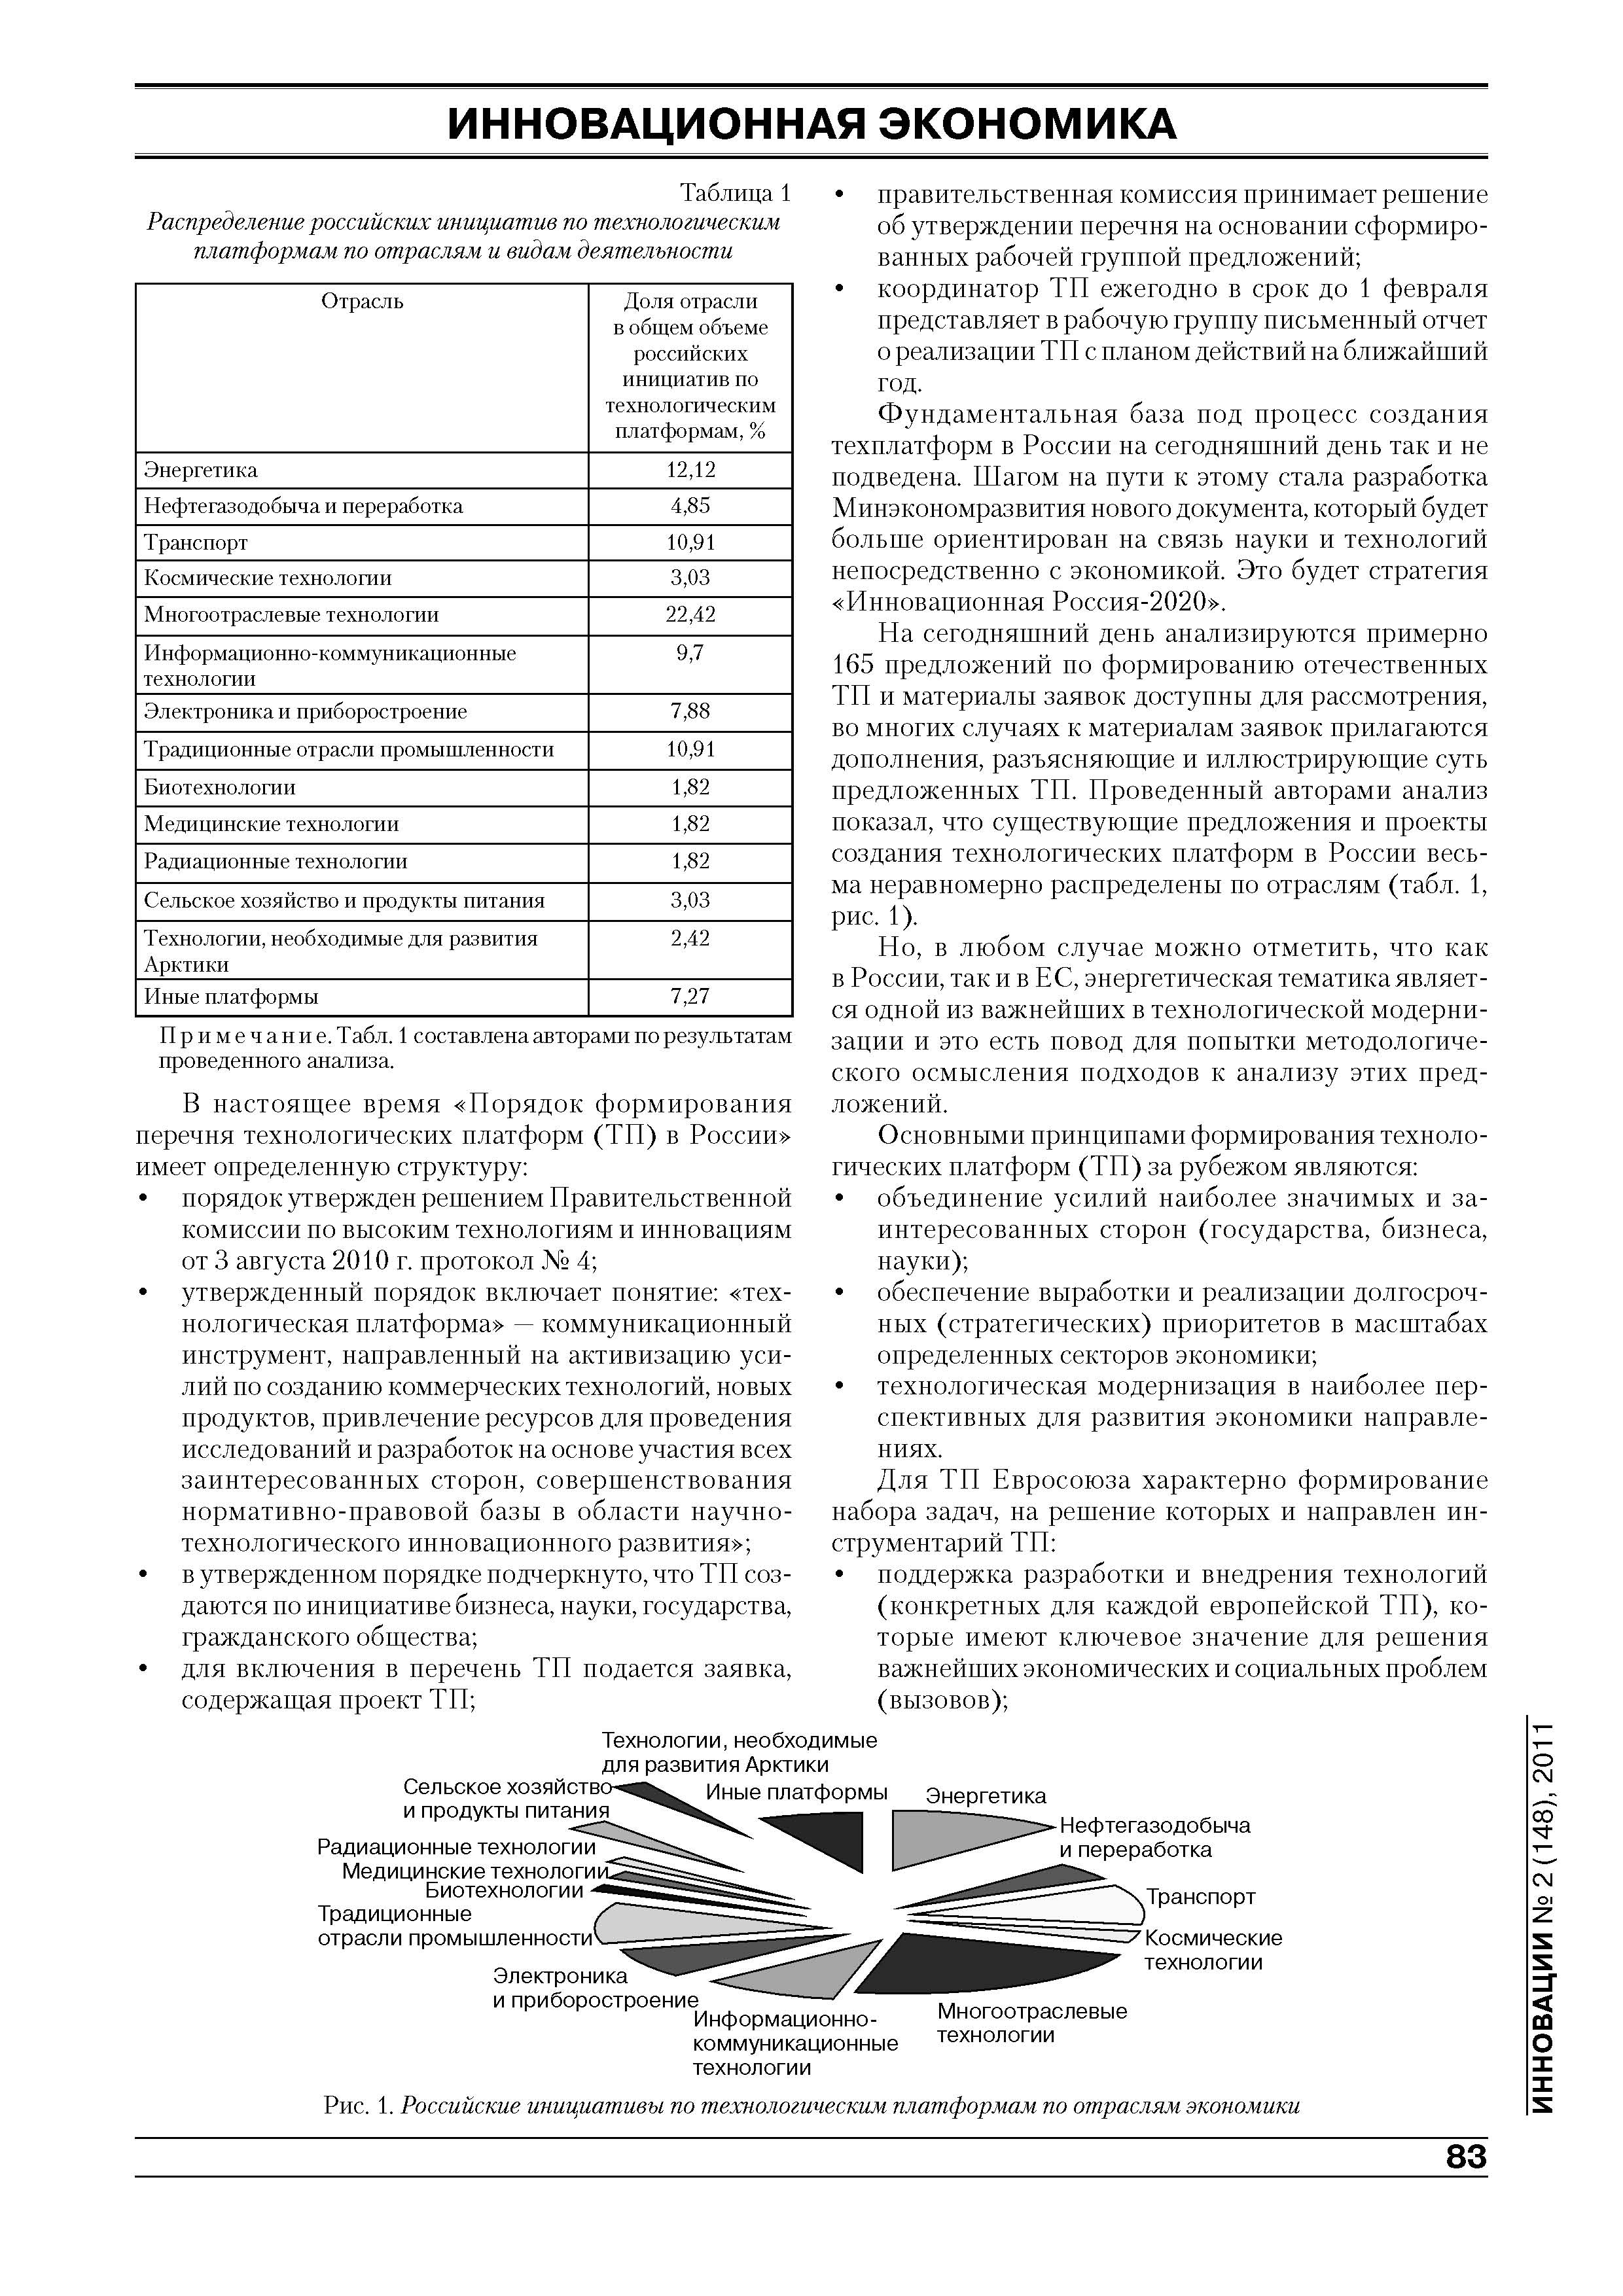 ИННОВАЦИОННАЯ ЭКОНОМИКА
Таблица 1
Распределение российских инициатив по технологическим
платформам по отраслям и видам деятельности
Отрасль
Доля отрасли
в общем объеме
российских
инициатив по
технологическим
платформам, %
Энергетика 12,12
Нефтегазодобыча и переработка 4,85
Транспорт 10,91
Космические технологии 3,03
Многоотраслевые технологии 22,42
Информационно-коммуникационные 9,7
технологии
Электроника и приборостроение 7,88
Традиционные отрасли промышленности 10,91
Биотехнологии 1,82
Медицинские технологии 1,82
Радиационные технологии 1,82
Сельское хозяйство и продукты питания 3,03
Технологии, необходимые для развития 2,42
Арктики
Иные платформы 7,27
Примечание. Табл. 1 составлена авторами по результатам
проведенного анализа.
В настоящее время «Порядок формирования
перечня технологических платформ (ТП) в России»
имеет определенную структуру:
• порядок утвержден решением Правительственной
комиссии по высоким технологиям и инновациям
от 3 августа 2010 г. протокол № 4;
• утвержденный порядок включает понятие: «тех-
нологическая платформа» — коммуникационный
инструмент, направленный на активизацию уси-
лий по созданию коммерческих технологий, новых
продуктов, привлечение ресурсов для проведения
исследований и разработок на основе участия всех
заинтересованных сторон, совершенствования
нормативно-правовой базы в области научно-
технологического инновационного развития»;
• в утвержденном порядке подчеркнуто, что ТП соз-
даются по инициативе бизнеса, науки, государства,
гражданского общества;
• для включения в перечень ТП подается заявка,
содержащая проект ТП;
• правительственная комиссия принимает решение
об утверждении перечня на основании сформиро-
ванных рабочей группой предложений;
• координатор ТП ежегодно в срок до 1 февраля
представляет в рабочую группу письменный отчет
о реализации ТП с планом действий на ближайший
год.
Фундаментальная база под процесс создания
техплатформ в России на сегодняшний день так и не
подведена. Шагом на пути к этому стала разработка
Минэкономразвития нового документа, который будет
больше ориентирован на связь науки и технологий
непосредственно с экономикой. Это будет стратегия
«Инновационная Россия-2020».
На сегодняшний день анализируются примерно
165 предложений по формированию отечественных
ТП и материалы заявок доступны для рассмотрения,
во многих случаях к материалам заявок прилагаются
дополнения, разъясняющие и иллюстрирующие суть
предложенных ТП. Проведенный авторами анализ
показал, что существующие предложения и проекты
создания технологических платформ в России весь-
ма неравномерно распределены по отраслям (табл. 1,
рис. 1).
Но, в любом случае можно отметить, что как
в России, так и в ЕС, энергетическая тематика являет-
ся одной из важнейших в технологической модерни-
зации и это есть повод для попытки методологиче-
ского осмысления подходов к анализу этих пред-
ложений.
Основными принципами формирования техноло-
гических платформ (ТП) за рубежом являются:
• объединение усилий наиболее значимых и за-
интересованных сторон (государства, бизнеса,
науки);
• обеспечение выработки и реализации долгосроч-
ных (стратегических) приоритетов в масштабах
определенных секторов экономики;
• технологическая модернизация в наиболее пер-
спективных для развития экономики направле-
ниях.
Для ТП Евросоюза характерно формирование
набора задач, на решение которых и направлен ин-
струментарий ТП:
• поддержка разработки и внедрения технологий
(конкретных для каждой европейской ТП), ко-
торые имеют ключевое значение для решения
важнейших экономических и социальных проблем
(вызовов);
Технологии, необходимые
для развития Арктики
Сельское хозяйство
и продукты питания
Иные платформы
Энергетика
Нефтегазодобыча
и переработка
Радиационные технологии
Медицинские технологии
Биотехнологии
Транспорт
Традиционные
отрасли промышленности
Космические
технологии
Электроника
и приборостроение
Информационно-
коммуникационные
технологии
Многоотраслевые
технологии
Рис. 1. Российские инициативы по технологическим платформам по отраслям экономики
ИННОВАЦИИ № 2 (148), 2011
83